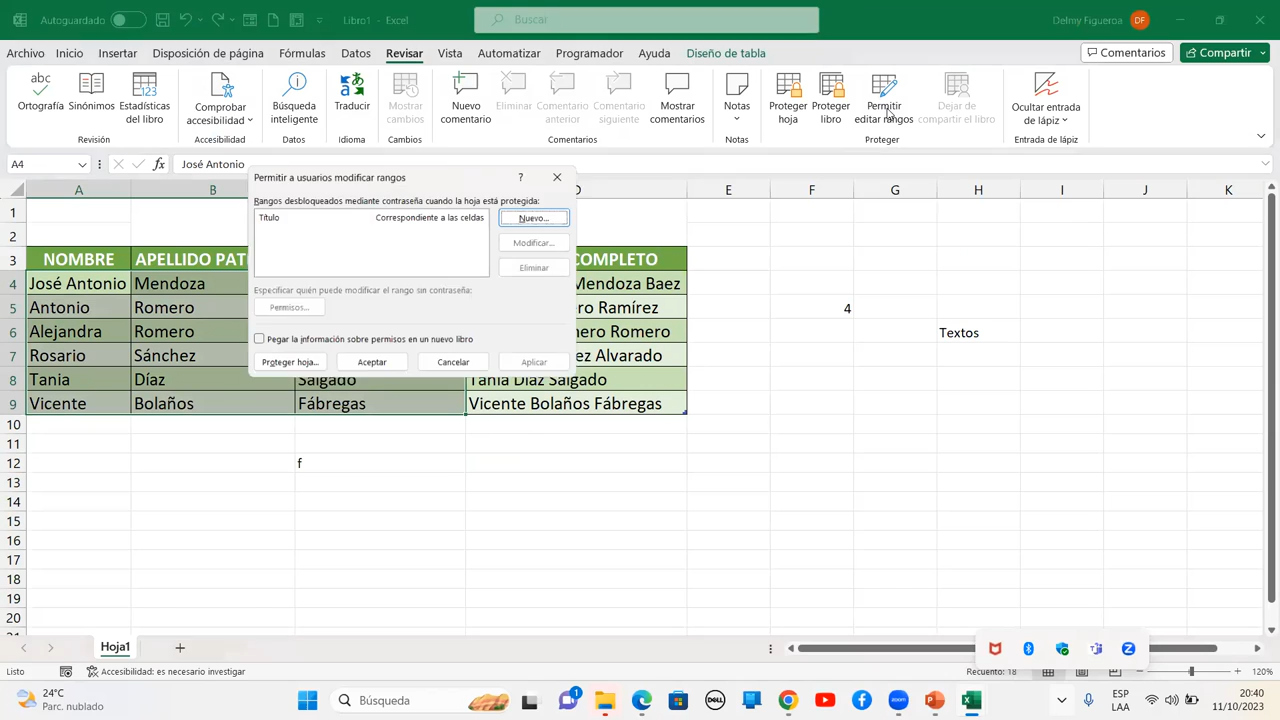 Autoguardado
Libro1 - Excel
Buscar
Delmy Figueroa
DF
Archivo Inicio Insertar Disposición de página Fórmulas Datos Revisar Vista Automatizar Programador Ayuda Diseño de tabla
Comentarios
Compartir
Ortografía
Sinónimos
Estadísticas del libro
Revisión
Comprobar accesibilidad
Accesibilidad
Búsqueda inteligente
Datos
Traducir
Idioma
Mostrar cambios
Cambios
Nuevo comentario
Eliminar
Comentario anterior
Comentario siguiente
Mostrar comentarios
Comentarios
Notas
Notas
Proteger hoja
Proteger libro
Permitir editar rangos
Dejar de compartir el libro
Proteger
Ocultar entrada de lápiz
Entrada de lápiz
A4
fx
José Antonio
Permitir a usuarios modificar rangos
?
Rangos desbloqueados mediante contraseña cuando la hoja está protegida:
Título Correspondiente a las celdas
Nuevo...
Modificar...
Eliminar
Especificar quién puede modificar el rango sin contraseña:
Permisos...
Pegar la información sobre permisos en un nuevo libro
Proteger hoja... Aceptar Cancelar Aplicar
A B D E F G H I J K
1
2
3 NOMBRE APELLIDO PAT COMPLETO
4 José Antonio Mendoza Mendoza Baez
5 Antonio Romero ero Ramírez 4
6 Alejandra Romero ero Romero Textos
7 Rosario Sánchez ez Alvarado
8 Tania Díaz Salgado Tania Díaz Salgado
9 Vicente Bolaños Fábregas Vicente Bolaños Fábregas
10
11
12 f
13
14
15
16
17
18
19
20
21
Hoja1
Listo
Accesibilidad: es necesario investigar
Recuento: 18
120%
24°C
Parc. nublado
Búsqueda
1
DELL
zoom
ESP
LAA
20:40
11/10/2023